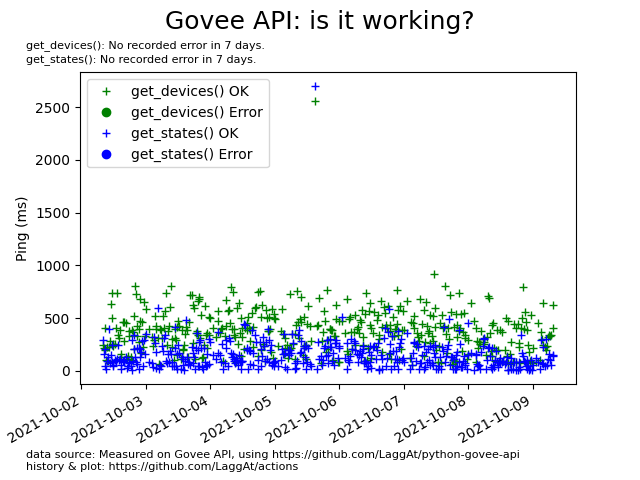 Govee API: is it working?
get_devices(): No recorded error in 7 days.
get_states(): No recorded error in 7 days.
get_devices() OK
get_devices() Error
get_states() OK
get_states() Error
Ping (ms)
2500
2000
1500
1000
500
0
2021-10-02
2021-10-03
2021-10-04
2021-10-05
2021-10-06
2021-10-07
2021-10-08
2021-10-09
data source: Measured on Govee API, using https://github.com/LaggAt/python-govee-api
history & plot: https://github.com/LaggAt/actions